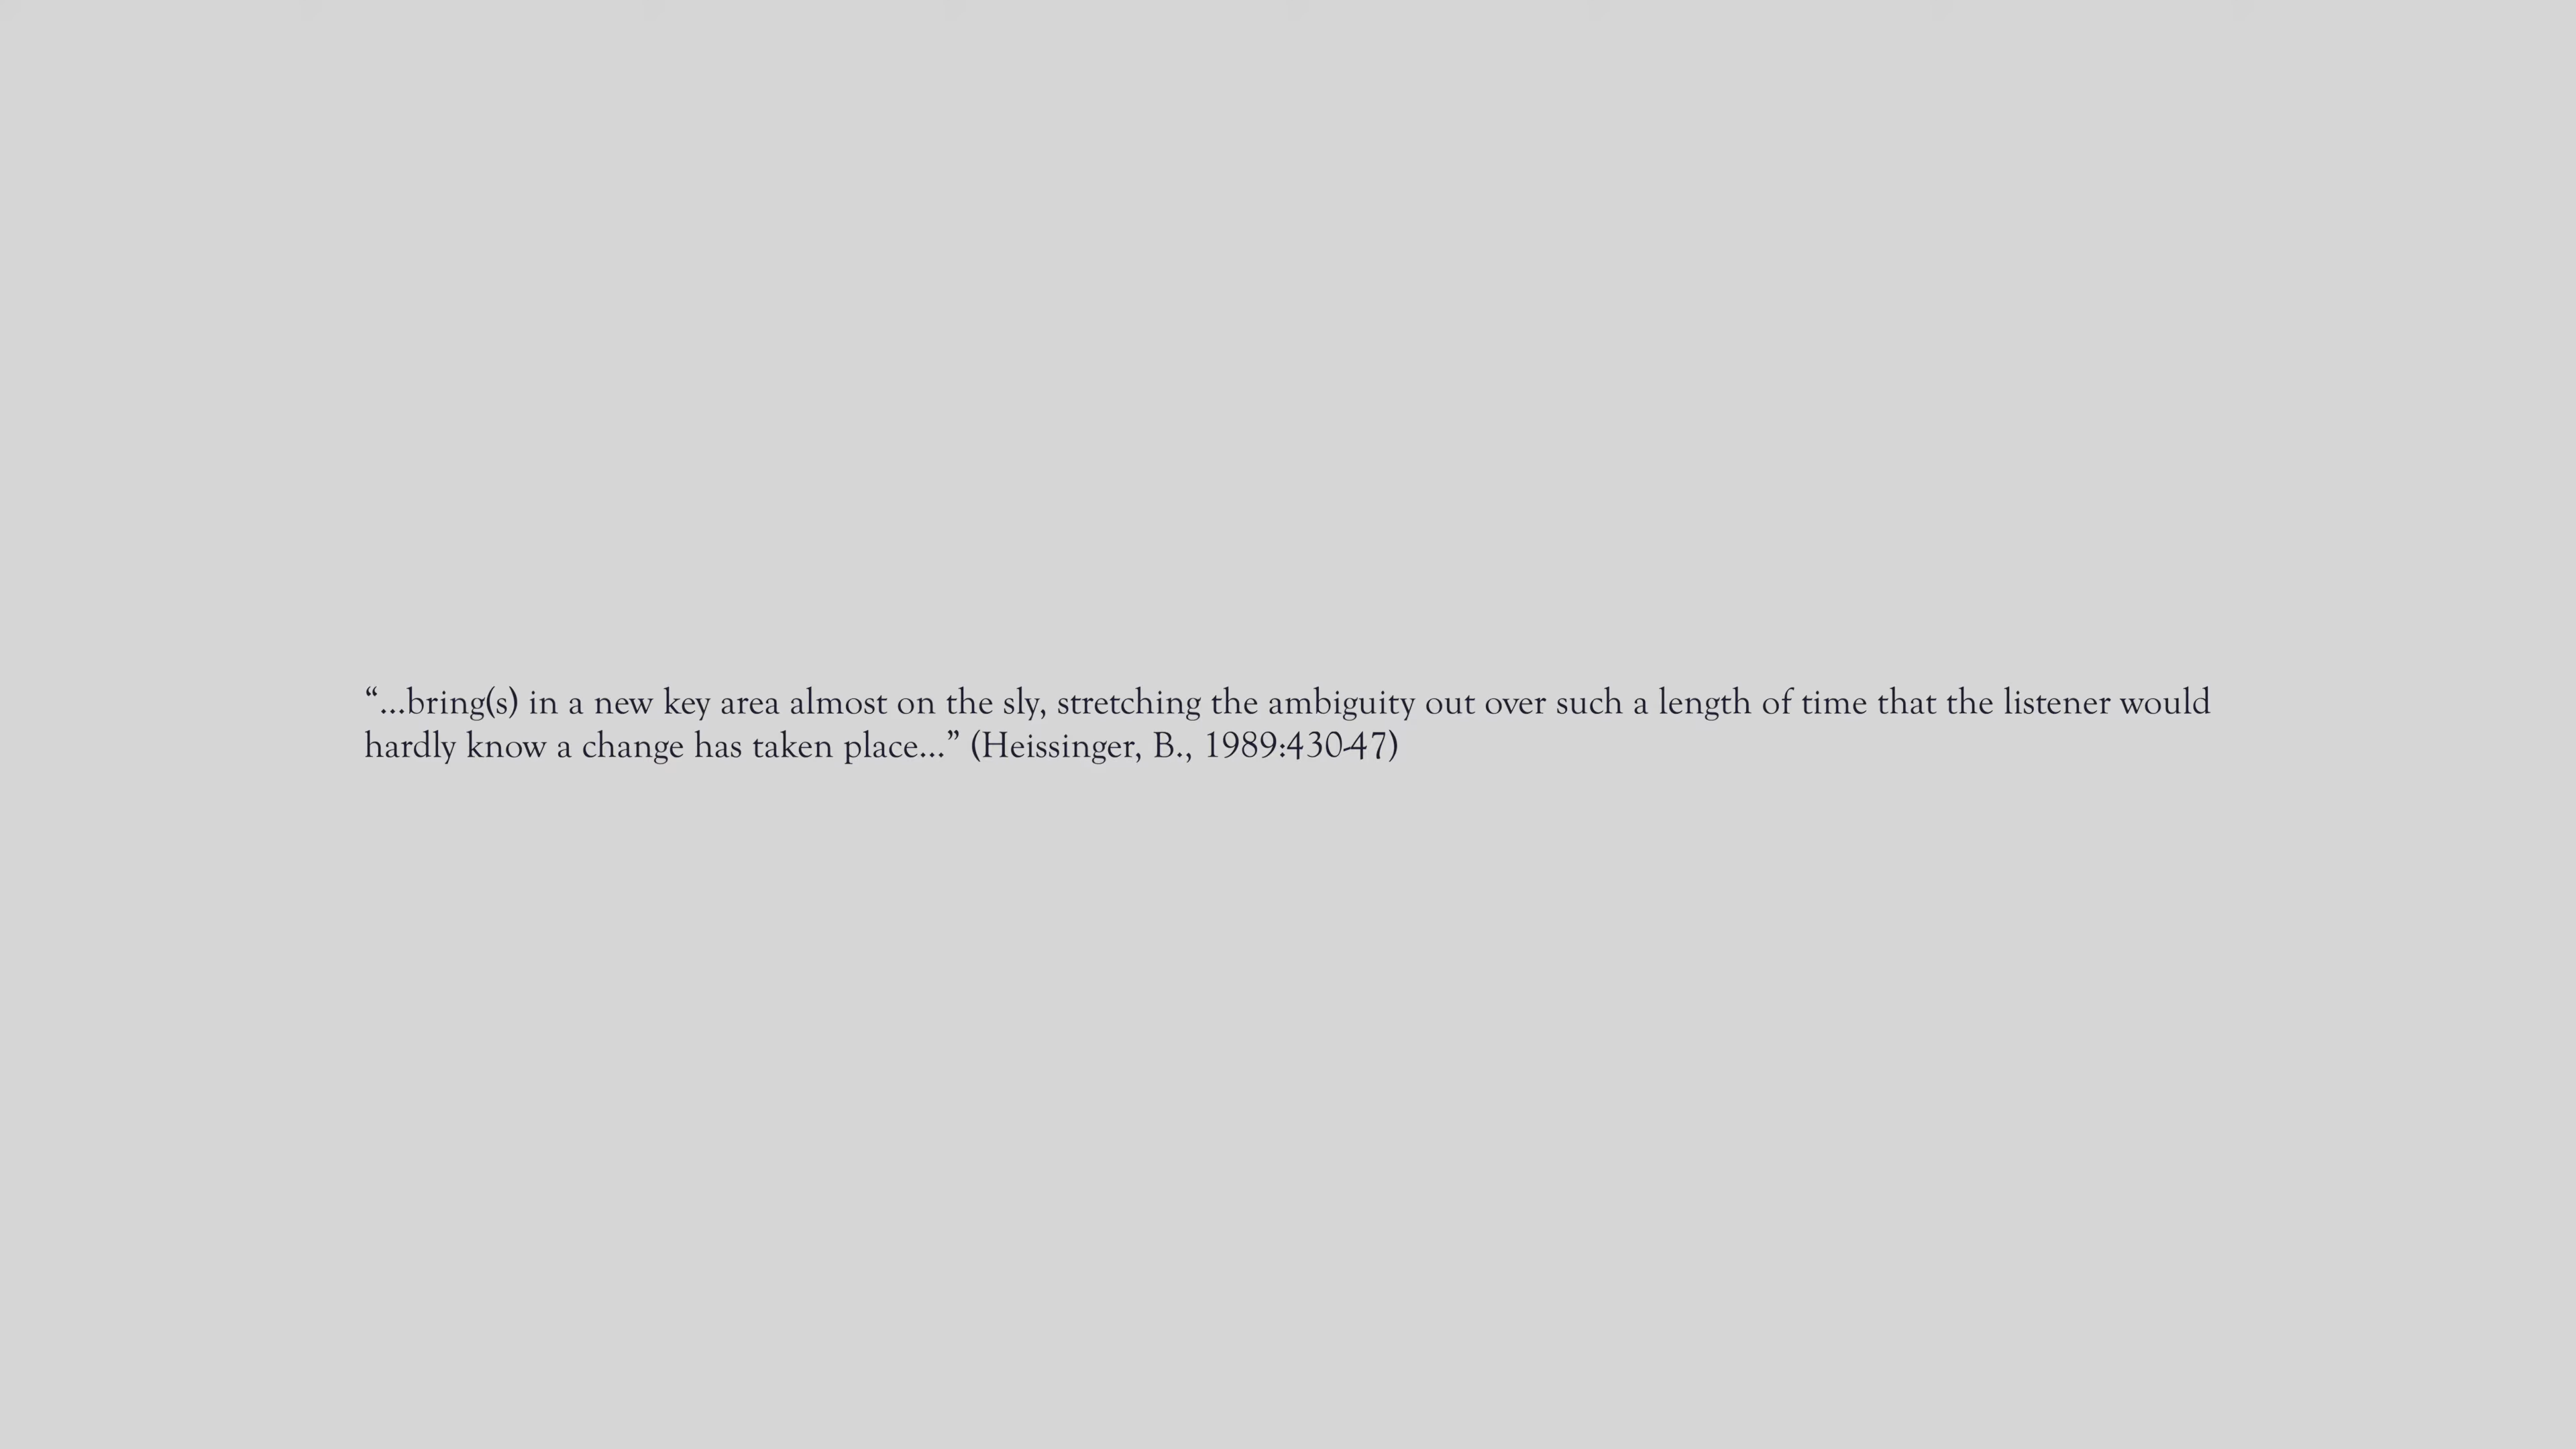 “...bring(s) in a new key area almost on the sly, stretching the ambiguity out over such a length of time that the listener would
hardly know a change has taken place...” (Heissinger, B., 1989:430-47)